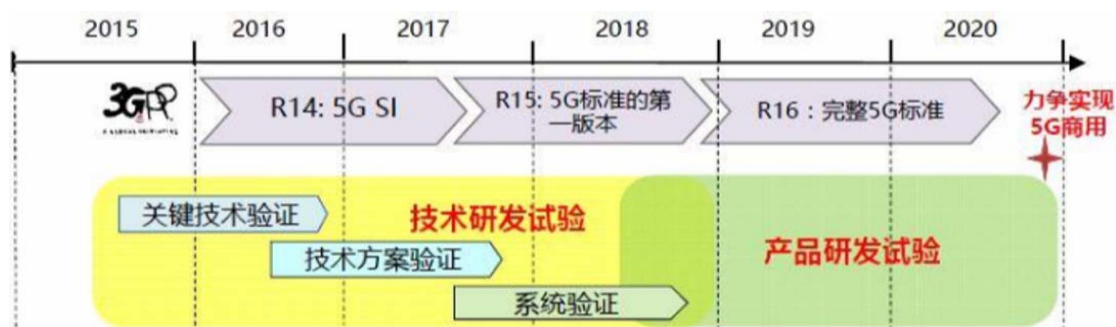 2015 2016 2017 2018 2019 2020
3GPP
A GLOBAL INITIATIVE
R14: 5G SI
R15: 5G标准的第
一版本
R16：完整5G标准
力争实现
5G商用
关键技术验证
技术研发试验
技术方案验证
产品研发试验
系统验证